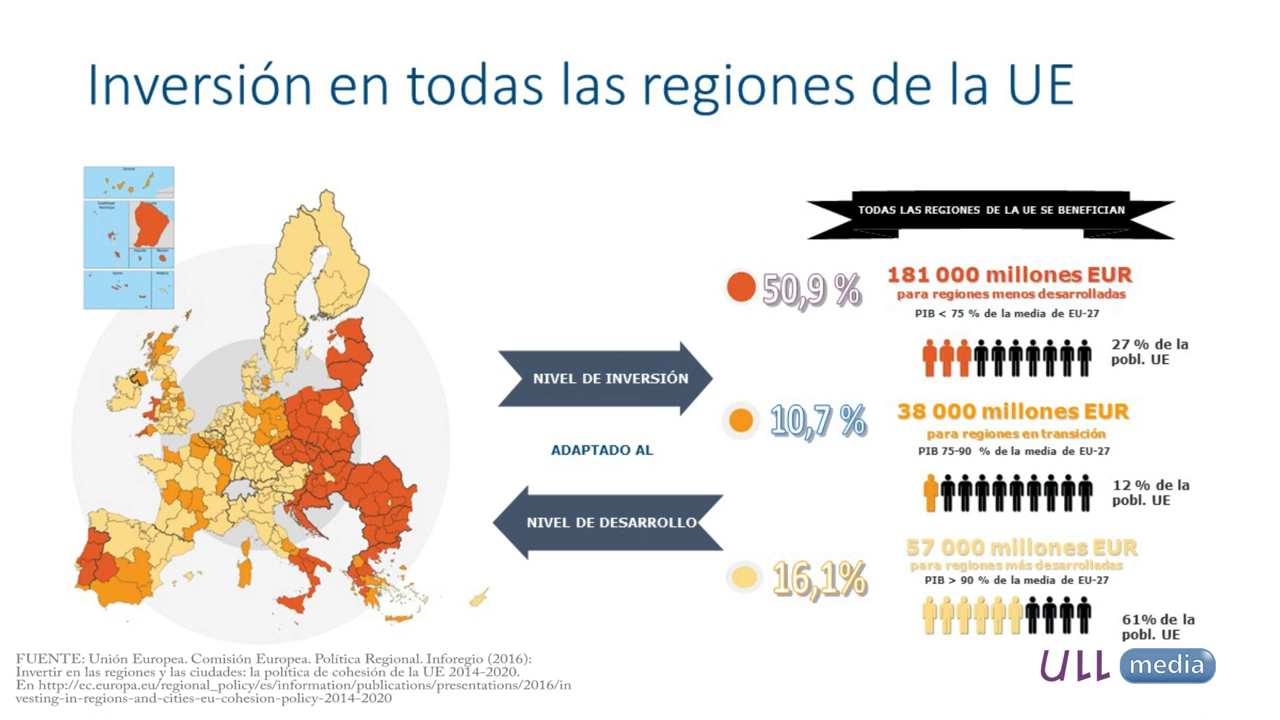 Inversión en todas las regiones de la UE
TODAS LAS REGIONES DE LA UE SE BENEFICIAN
50,9 %
181 000 millones EUR
para regiones menos desarrolladas
PIB < 75 % de la media de EU-27
27 % de la
pobl. UE
NIVEL DE INVERSIÓN
ADAPTADO AL
NIVEL DE DESARROLLO
10,7 %
38 000 millones EUR
para regiones en transición
PIB 75-90 % de la media de EU-27
12 % de la
pobl. UE
16,1%
57 000 millones EUR
para regiones más desarrolladas
PIB > 90 % de la media de EU-27
61% de la
pobl. UE
FUENTE: Unión Europea. Comisión Europea. Política Regional. Inforegio (2016):
Invertir en las regiones y las ciudades: la política de cohesión de la UE 2014-2020.
En http://ec.europa.eu/regional_policy/es/information/publications/presentations/2016/in
vesting-in-regions-and-cities-eu-cohesion-policy-2014-2020
ULL media